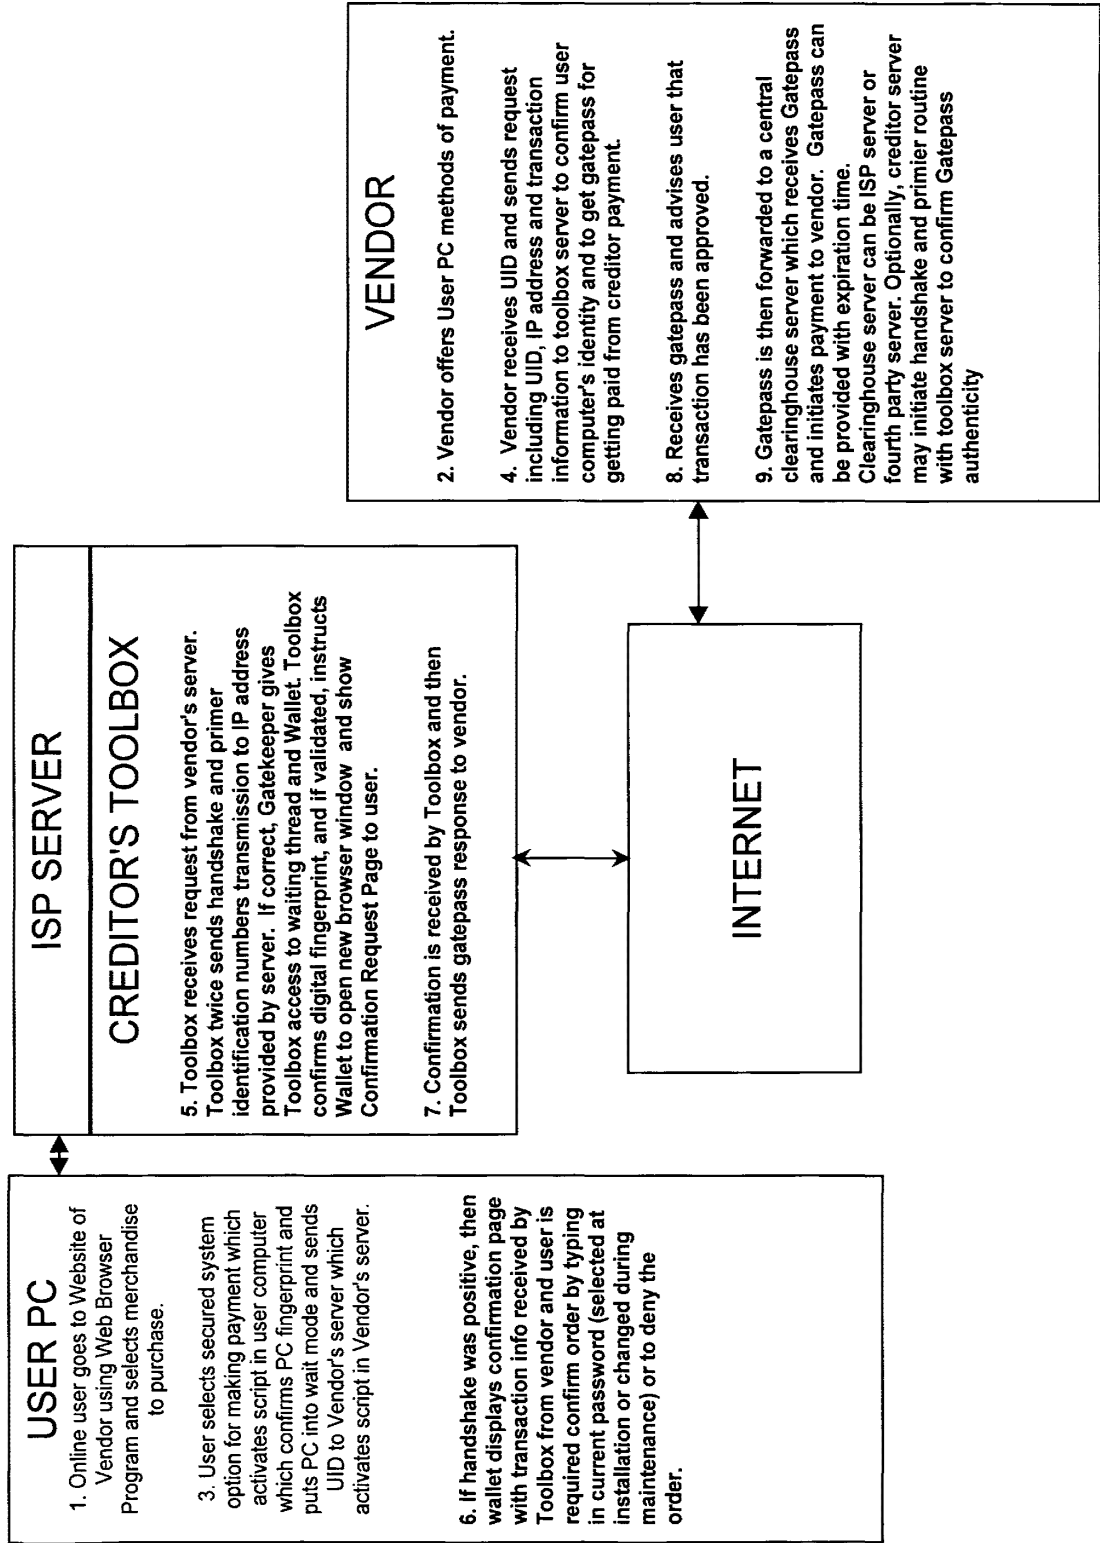 USER PC
1. Online user goes to Website of
Vendor using Web Browser
Program and selects merchandise
to purchase.
3. User selects secured system
option for making payment which
activates script in user computer
which confirms PC fingerprint and
puts PC into wait mode and sends
UID to Vendor's server which
activates script in Vendor's server.
6. If handshake was positive, then
wallet displays confirmation page
with transaction info received by
Toolbox from vendor and user is
required confirm order by typing
in current password (selected at
installation or changed during
maintenance) or to deny the
order.
ISP SERVER
CREDITOR'S TOOLBOX
5. Toolbox receives request from vendor's server.
Toolbox twice sends handshake and primer
identification numbers transmission to IP address
provided by server. If correct, Gatekeeper gives
Toolbox access to waiting thread and Wallet. Toolbox
confirms digital fingerprint, and if validated, instructs
Wallet to open new browser window and show
Confirmation Request Page to user.
7. Confirmation is received by Toolbox and then
Toolbox sends gatepass response to vendor.
INTERNET
VENDOR
2. Vendor offers User PC methods of payment.
4. Vendor receives UID and sends request
including UID, IP address and transaction
information to toolbox server to confirm user
computer's identity and to get gatepass for
getting paid from creditor payment.
8. Receives gatepass and advises user that
transaction has been approved.
9. Gatepass is then forwarded to a central
clearinghouse server which receives Gatepass
and initiates payment to vendor. Gatepass can
be provided with expiration time.
Clearinghouse server can be ISP server or
fourth party server. Optionally, creditor server
may initiate handshake and primier routine
with toolbox server to confirm Gatepass
authenticity